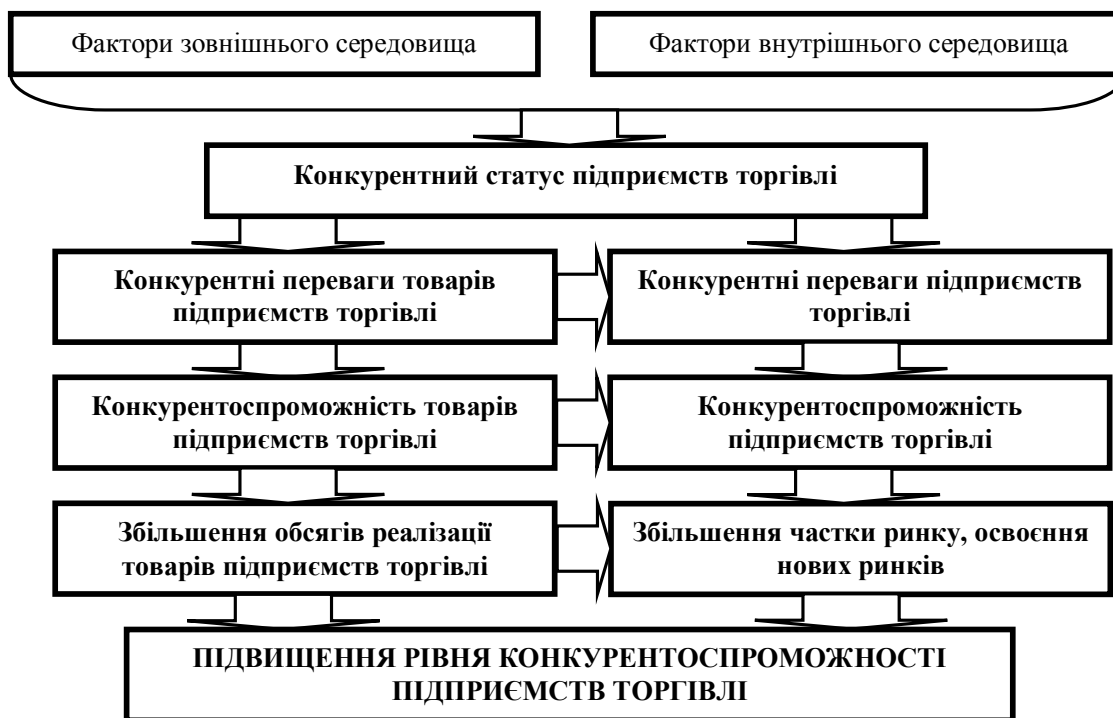 Фактори зовнішнього середовища
Фактори внутрішнього середовища
Конкурентний статус підприємств торгівлі
Конкурентні переваги товарів
підприємств торгівлі
Конкурентні переваги підприємств
торгівлі
Конкурентоспроможність товарів
підприємств торгівлі
Конкурентоспроможність
підприємств торгівлі
Збільшення обсягів реалізації
товарів підприємств торгівлі
Збільшення частки ринку, освоєння
нових ринків
ПІДВИЩЕННЯ РІВНЯ КОНКУРЕНТОСПРОМОЖНОСТІ
ПІДПРИЄМСТВ ТОРГІВЛІ